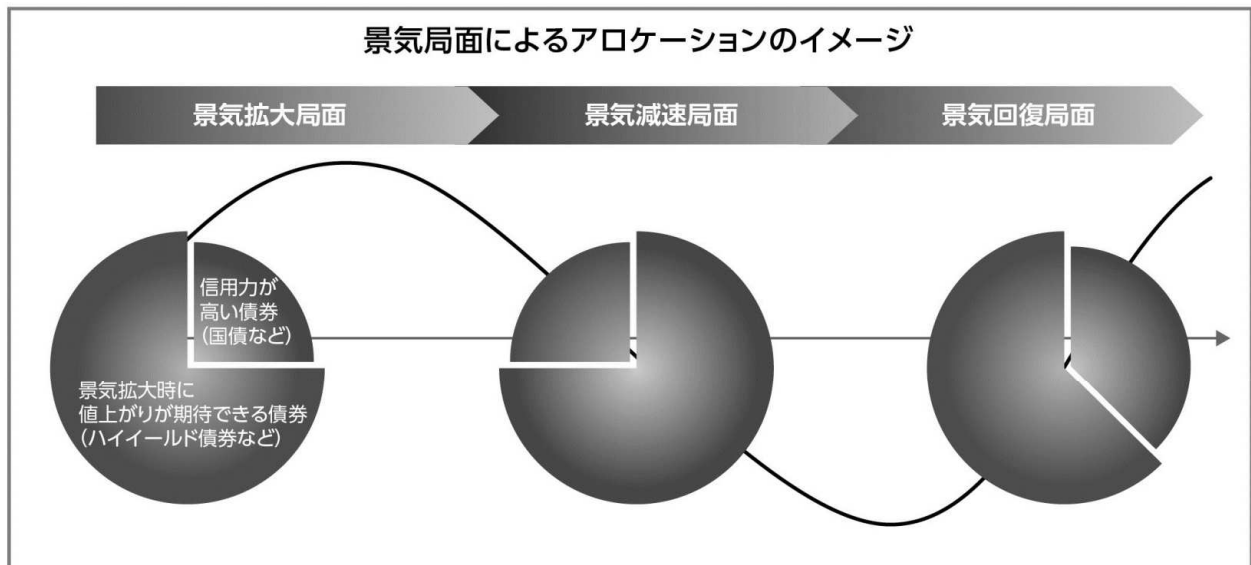 景気局面によるアロケーションのイメージ
景気拡大局面
景気減速局面
景気回復局面
信用力が
高い債券
(国債など)
景気拡大時に
値上がりが期待できる債券
(ハイイールド債券など)